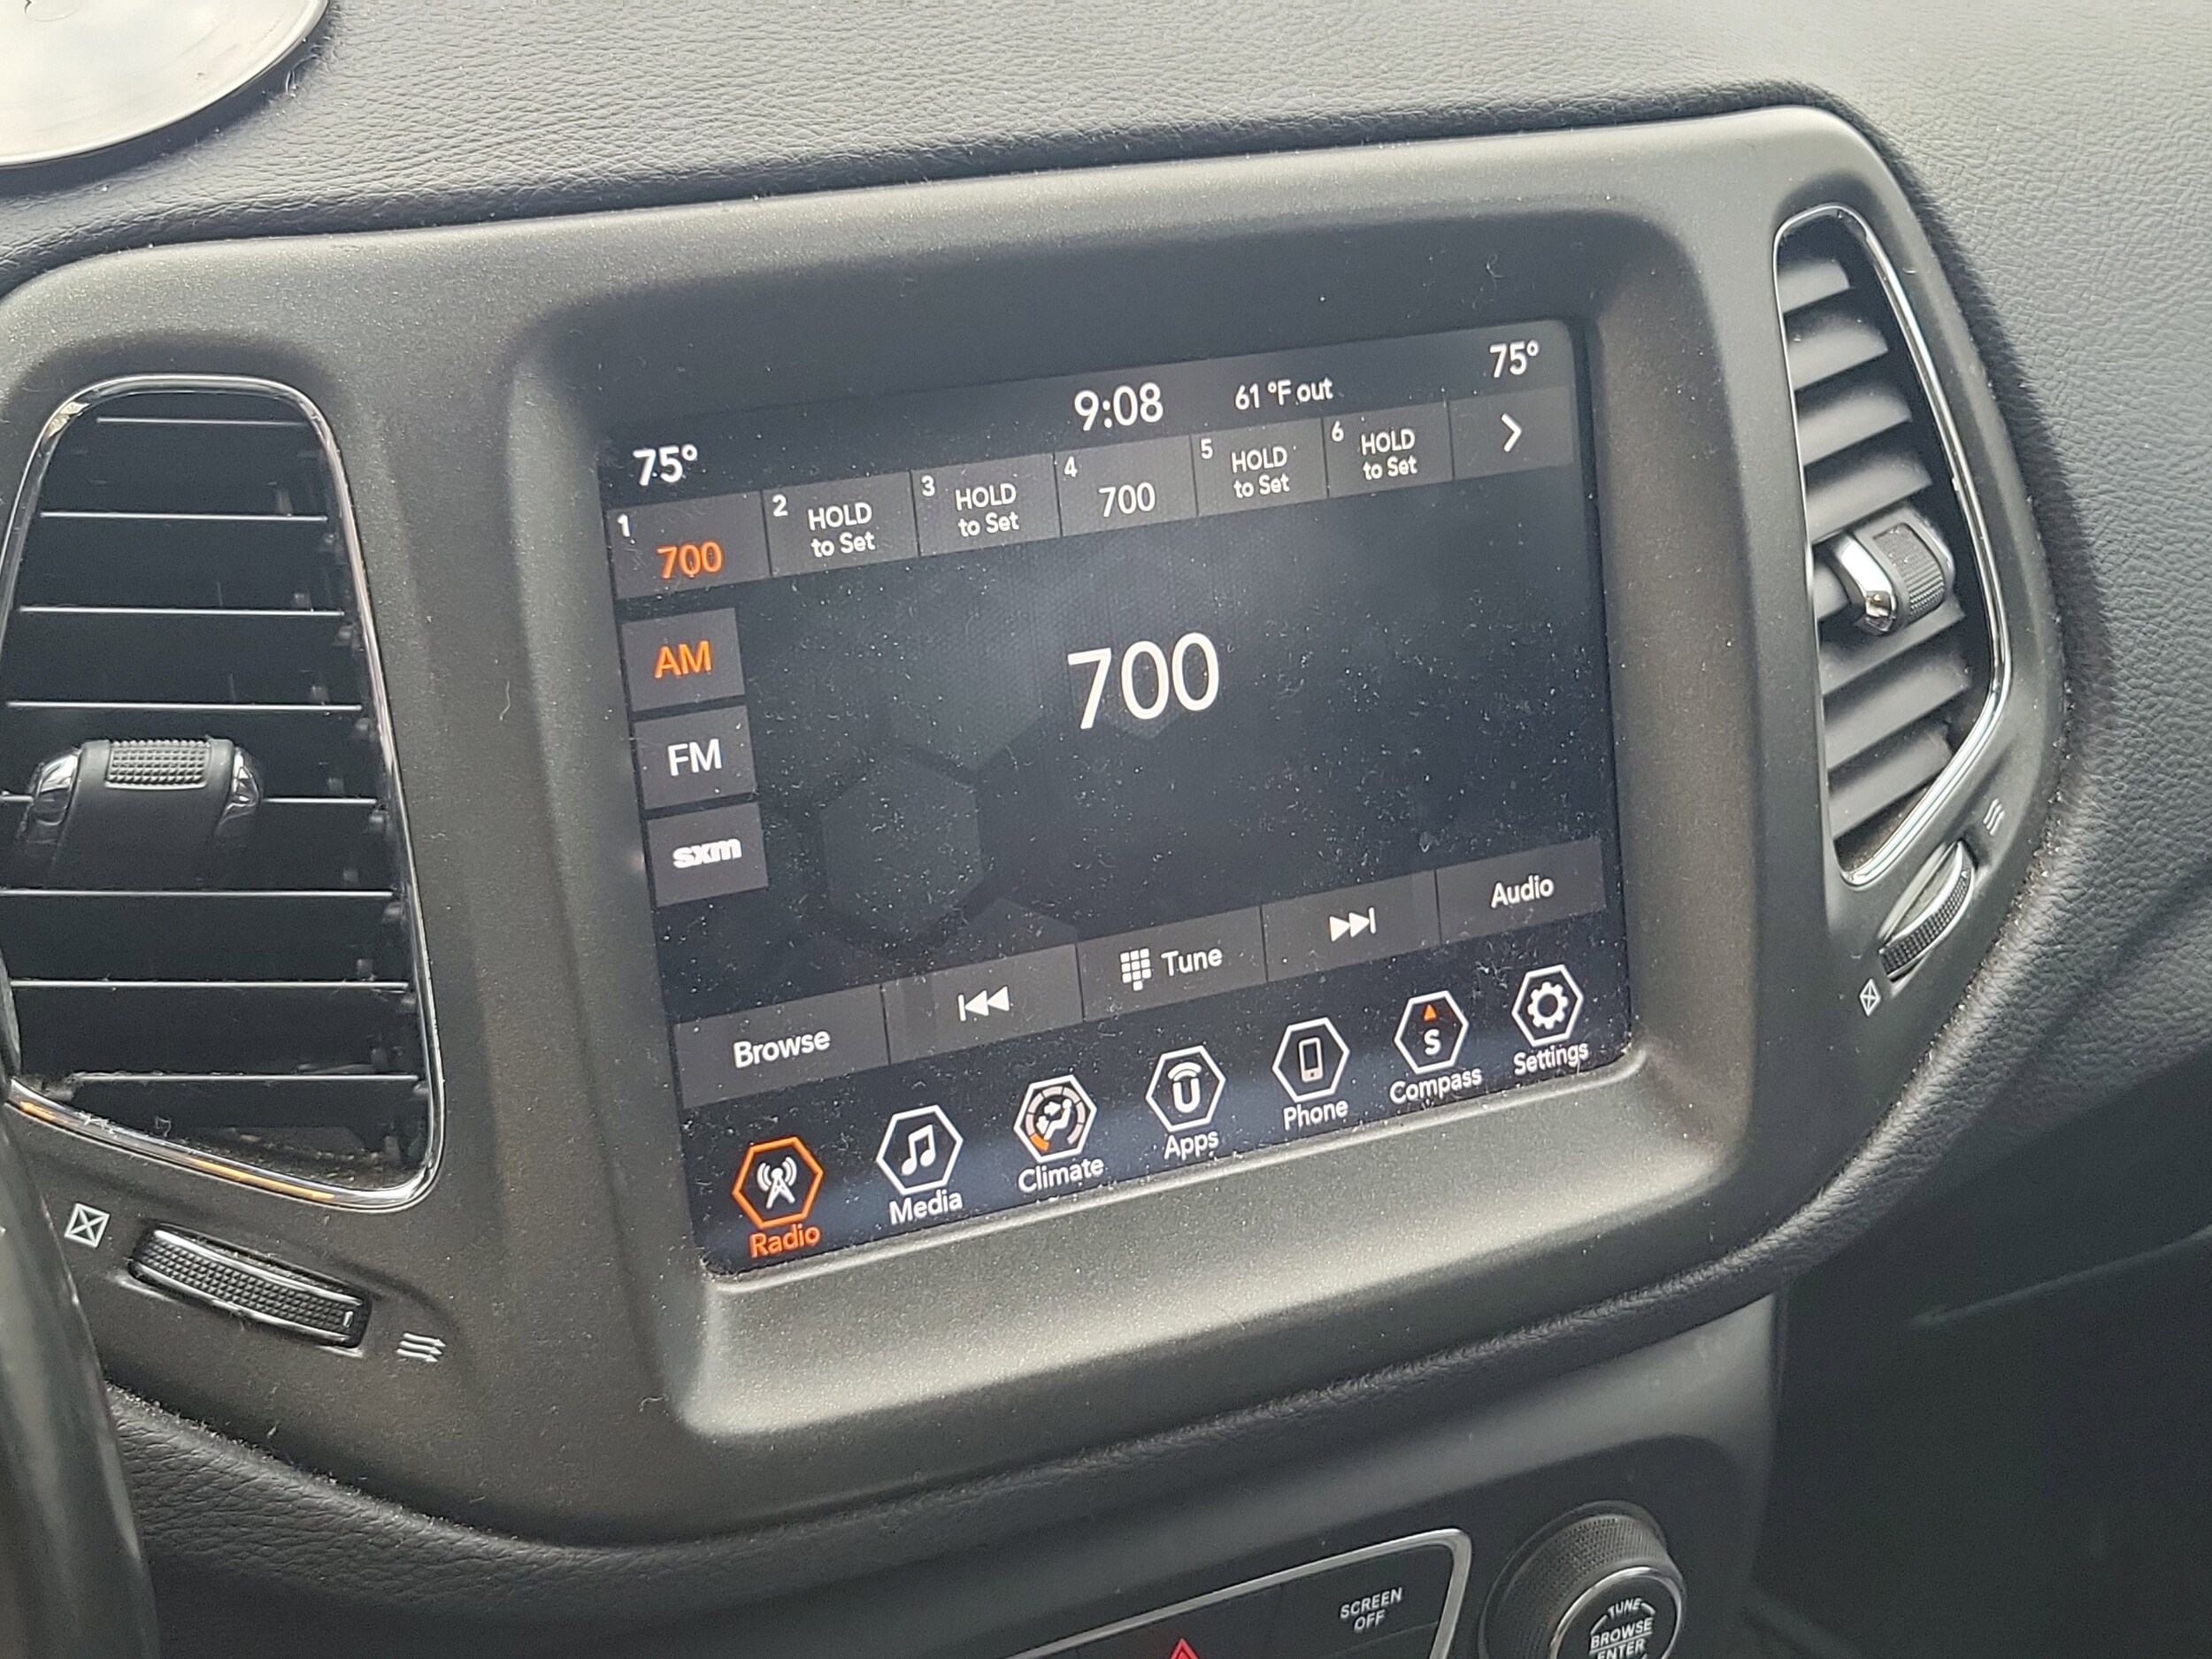 75° 9:08 61 °F out 75°
1 700
2 HOLD
to Set
3 HOLD
to Set
4 700
5 HOLD
to Set
6 HOLD
to Set
700
AM
FM
sxm
Browse
Tune
Audio
Radio
Media
Climate
U
Apps
Phone
S
Compass
Settings
SCREEN
OFF
TUNE
BROWSE
ENTER